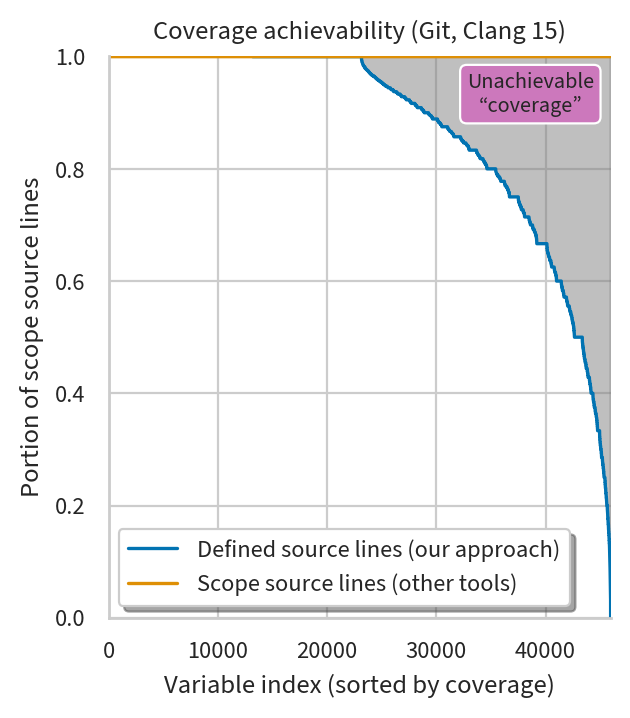 Coverage achievability (Git, Clang 15)
Unachievable
“coverage”
1.0
0.8
0.6
0.4
0.2
0.0
Portion of scope source lines
Defined source lines (our approach)
Scope source lines (other tools)
0
10000
20000
30000
40000
Variable index (sorted by coverage)